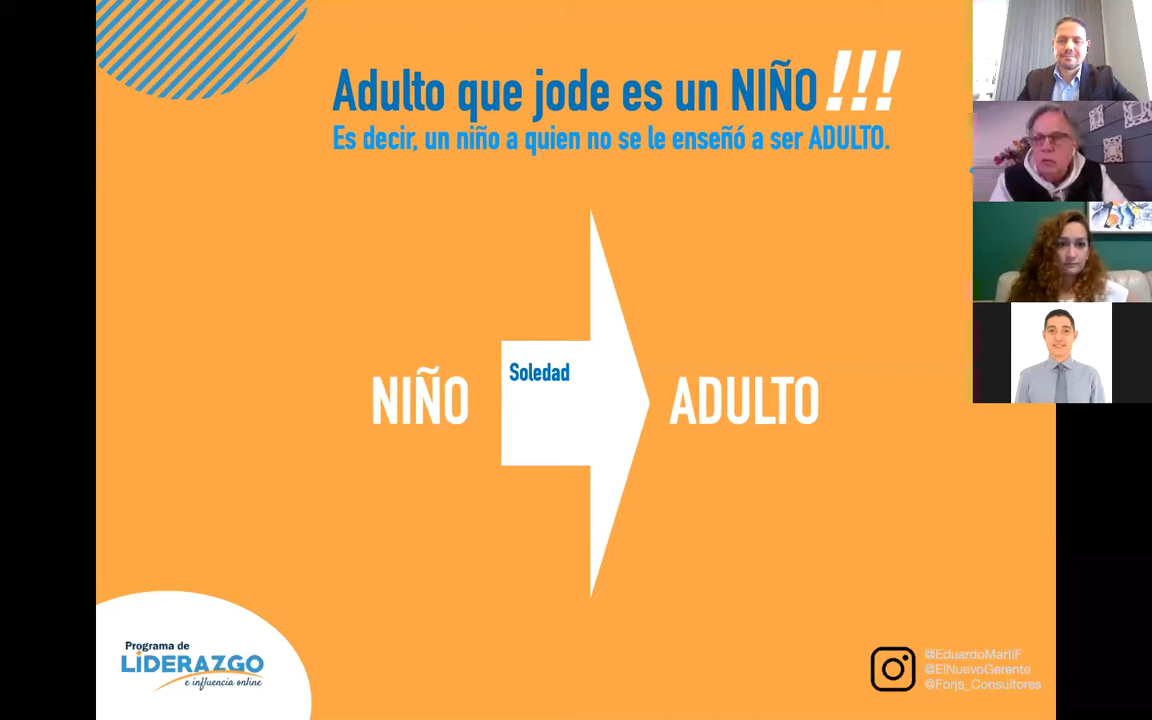 Adulto que jode es un NIÑO!!!
Es decir, un niño a quien no se le enseñó a ser ADULTO.
Soledad
NIÑO
ADULTO
Programa de
LIDERAZGO
e influencia online
@EduardoMartiF
@ElNuevoGerente
@Forja_Consultores